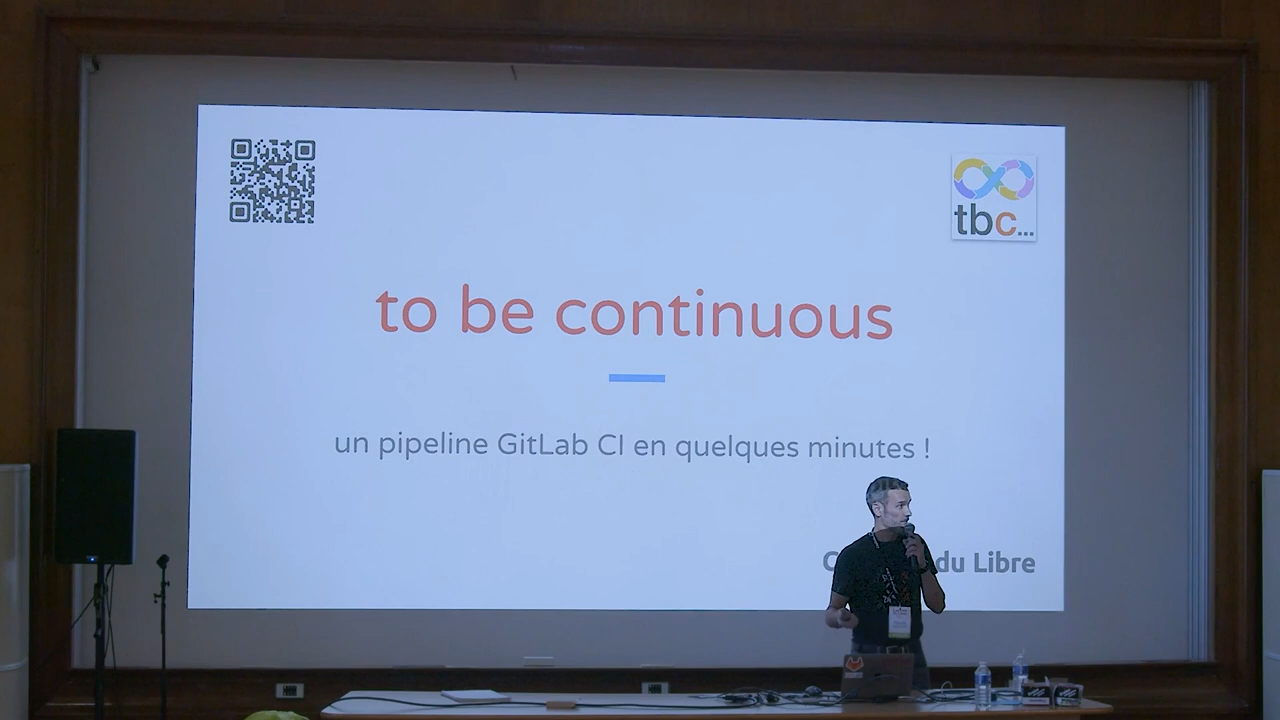 tbc...
to be continuous
un pipeline GitLab CI en quelques minutes !
du Libre